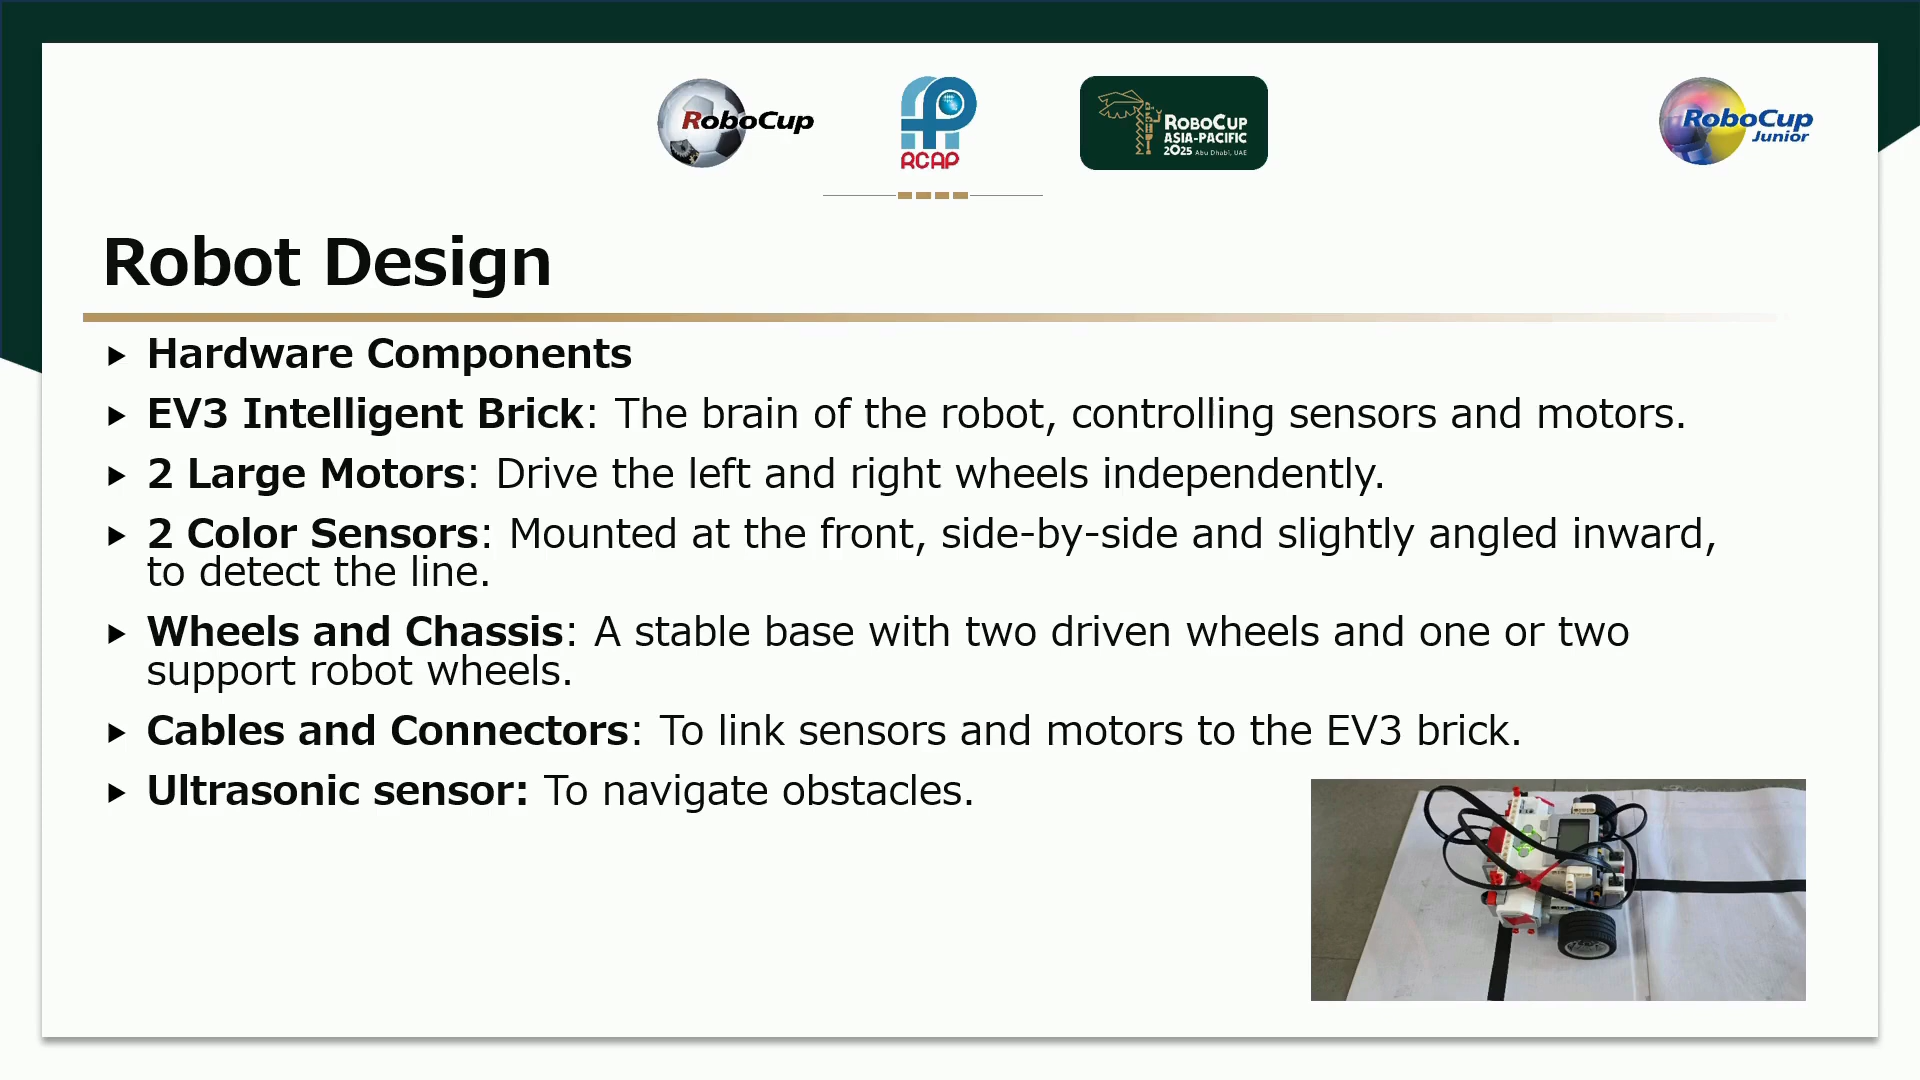 RoboCup
RCAP
ROBOCUP
ASIA-PACIFIC
2025 Abu Dhabi, UAE
RoboCup
Junior
Robot Design
Hardware Components
EV3 Intelligent Brick: The brain of the robot, controlling sensors and motors.
2 Large Motors: Drive the left and right wheels independently.
2 Color Sensors: Mounted at the front, side-by-side and slightly angled inward,
to detect the line.
Wheels and Chassis: A stable base with two driven wheels and one or two
support robot wheels.
Cables and Connectors: To link sensors and motors to the EV3 brick.
Ultrasonic sensor: To navigate obstacles.